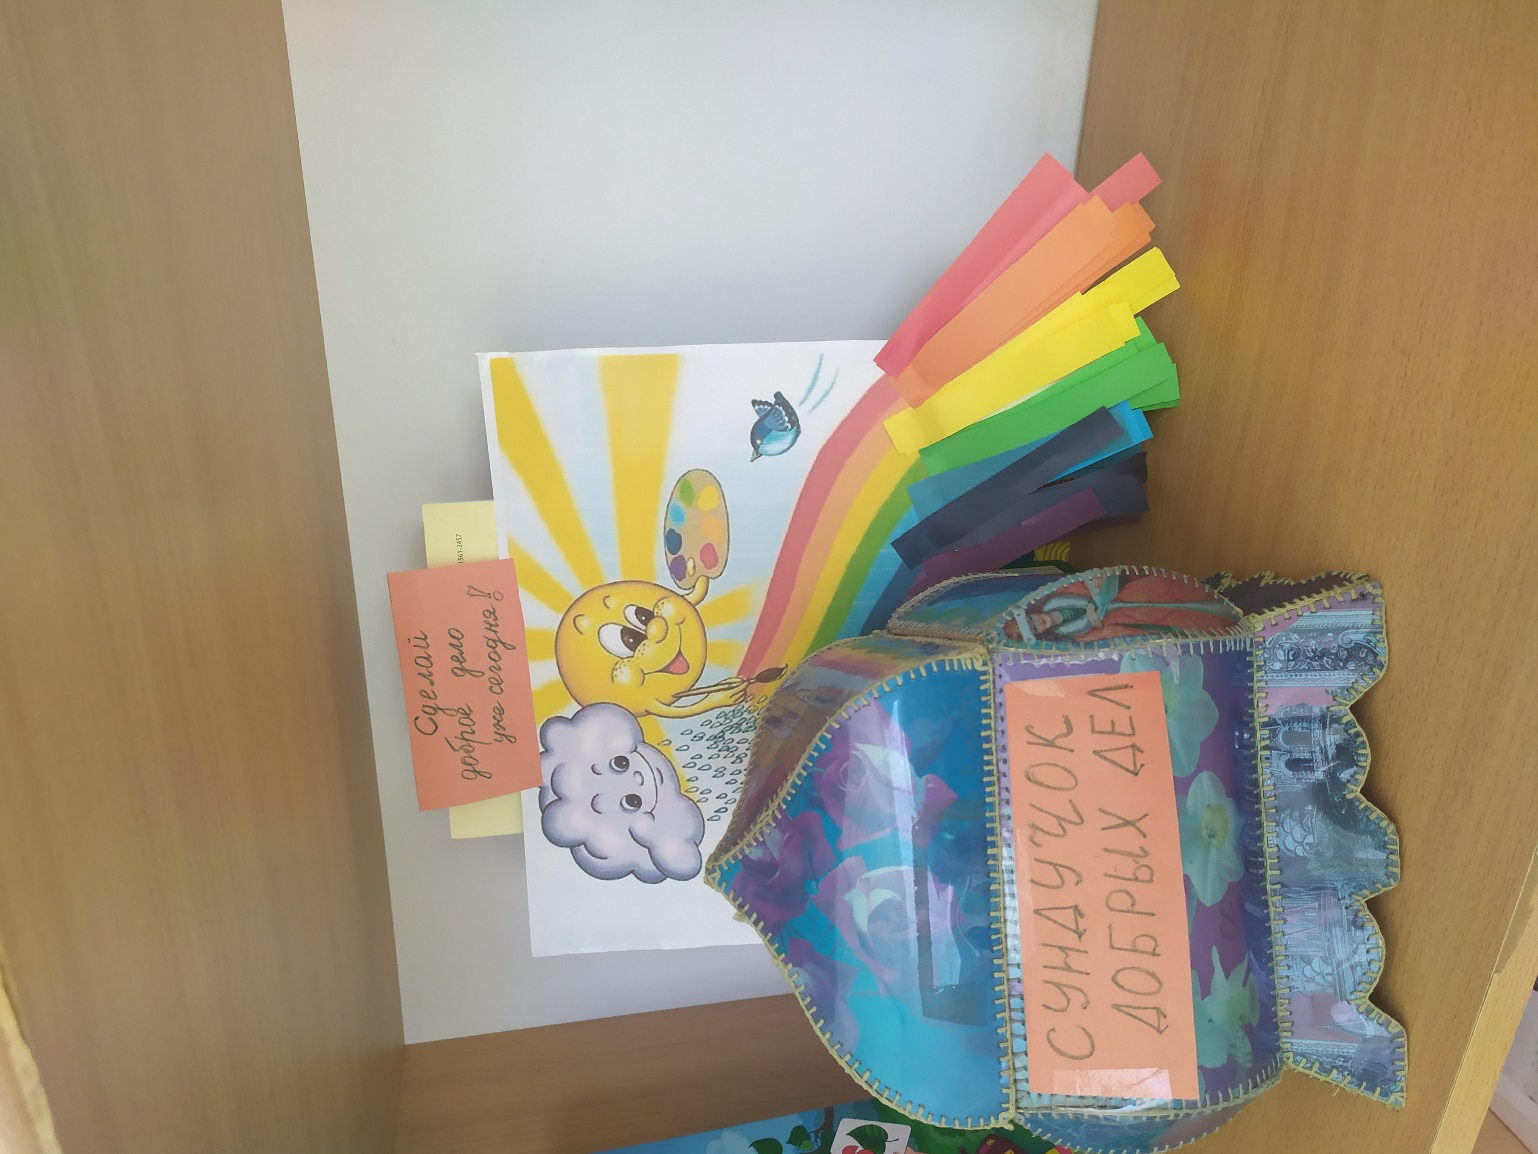 Сделай
доброе дело
уже сегодня!
СУНДУЧОК
ДОБРЫХ ДЕЛ